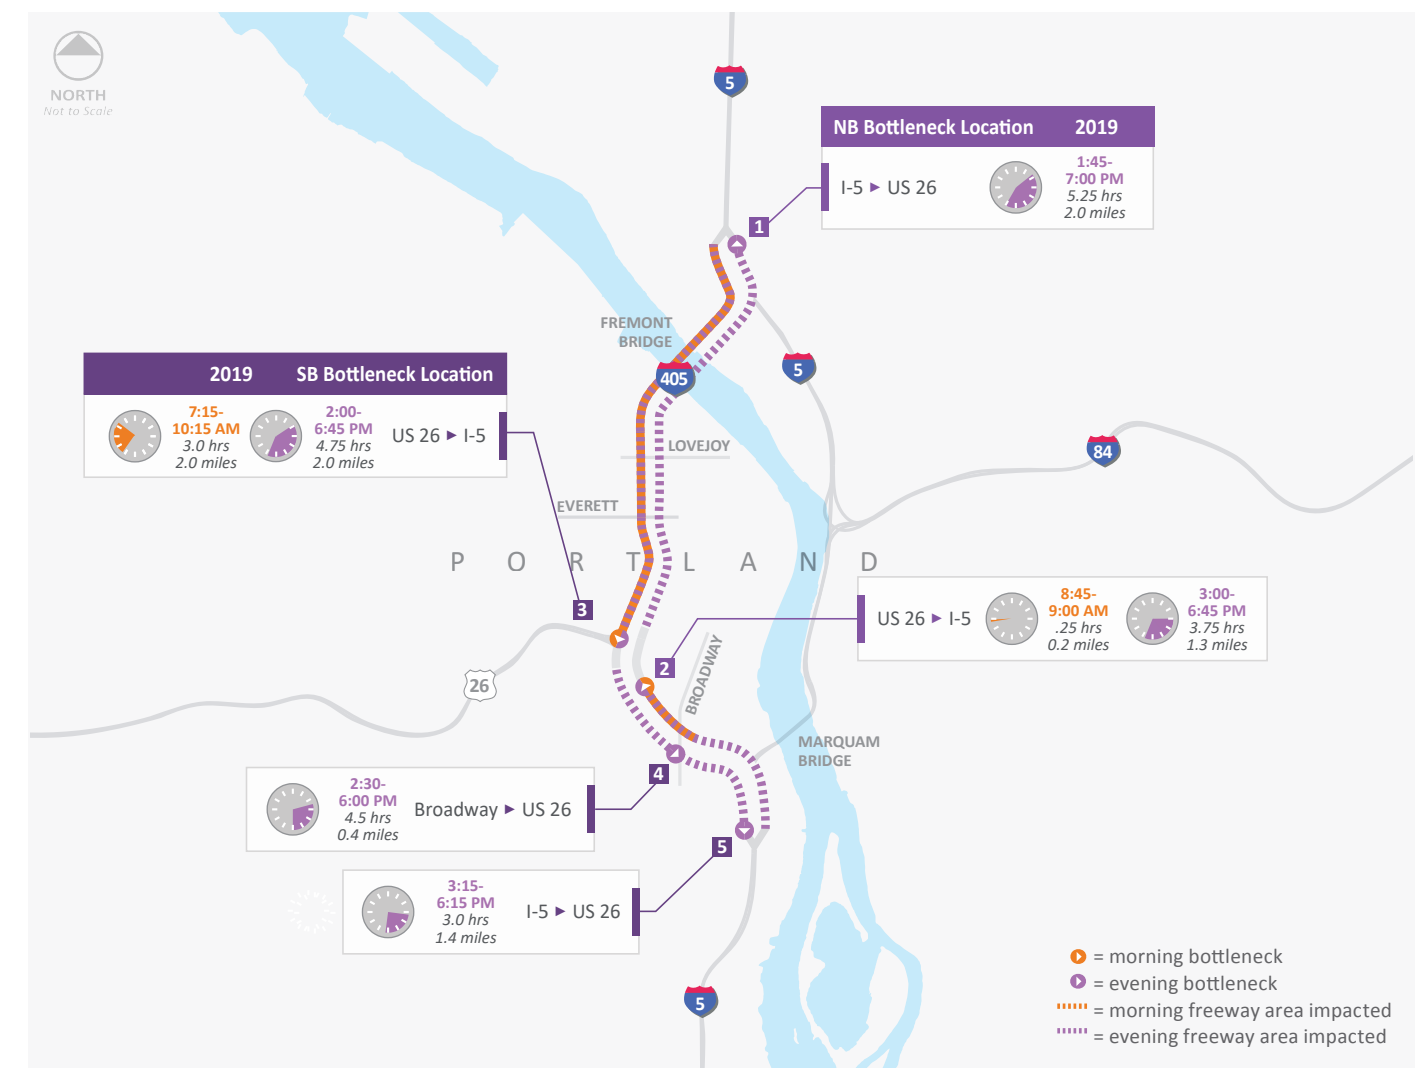 NORTH
Not to Scale
5
NB Bottleneck Location 2019
I-5 ► US 26
1:45-
7:00 PM
5.25 hrs
2.0 miles
1
FREMONT
BRIDGE
405
5
2019 SB Bottleneck Location
7:15-
10:15 AM
3.0 hrs
2.0 miles
2:00-
6:45 PM
4.75 hrs
2.0 miles
US 26 ► I-5
LOVEJOY
84
EVERETT
PORTLAND
3
US 26 ► I-5
8:45-
9:00 AM
.25 hrs
0.2 miles
3:00-
6:45 PM
3.75 hrs
1.3 miles
2
26
BROADWAY
MARQUAM
BRIDGE
4
2:30-
6:00 PM
4.5 hrs
0.4 miles
Broadway ► US 26
5
3:15-
6:15 PM
3.0 hrs
1.4 miles
I-5 ► US 26
5
= morning bottleneck
= evening bottleneck
= morning freeway area impacted
= evening freeway area impacted